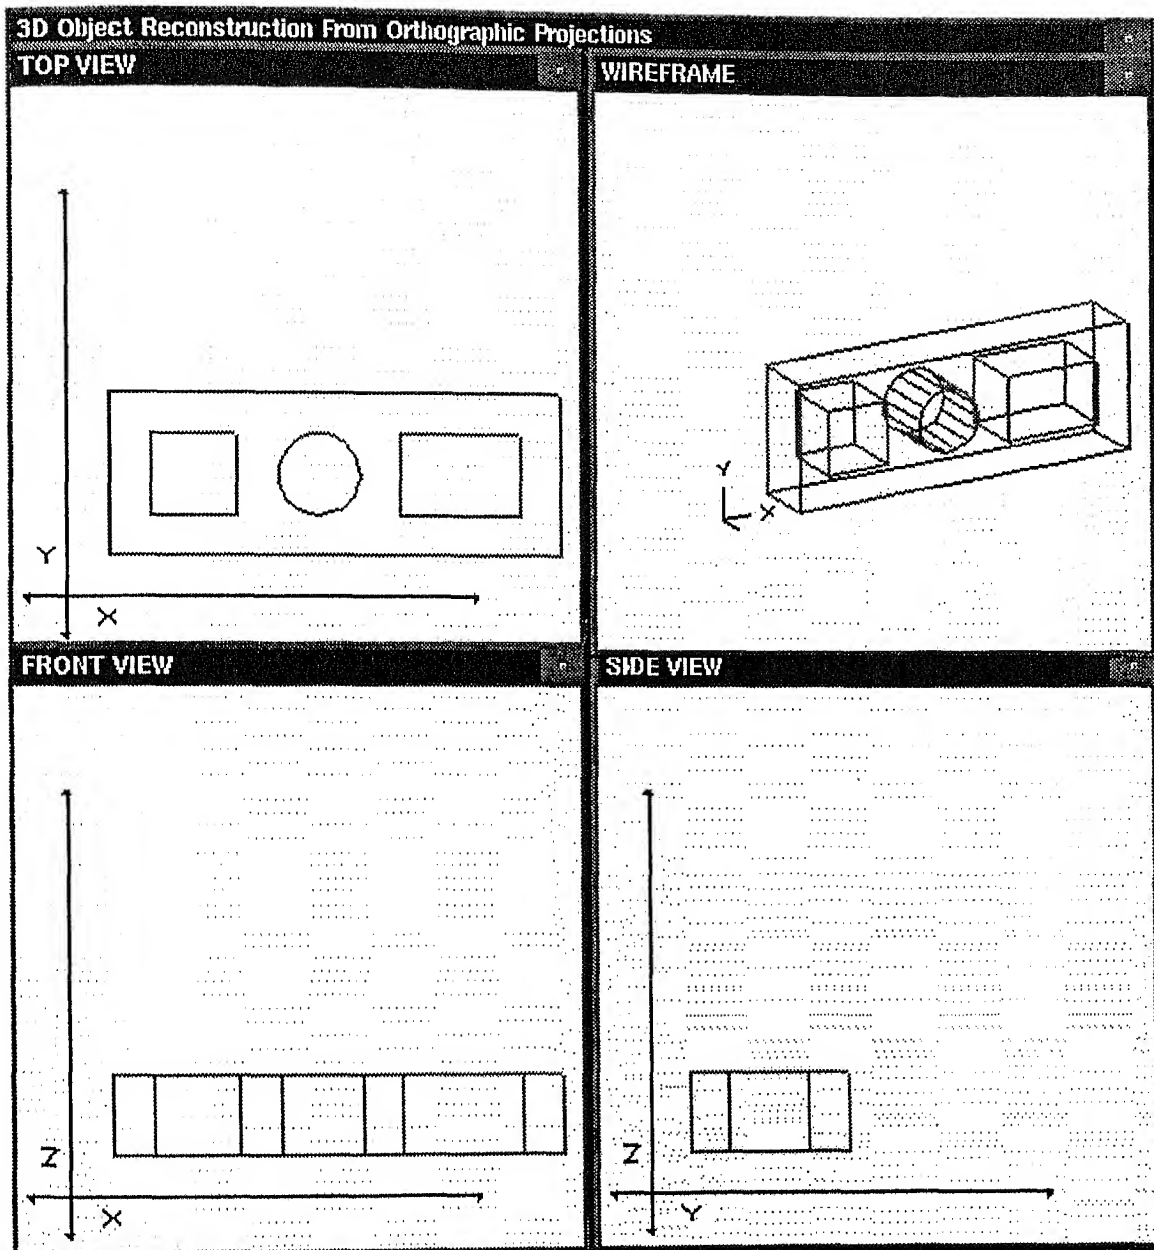 3D Object Reconstruction From Orthographic Projections
TOP VIEW
WIREFRAME
Y
X
Y
X
FRONT VIEW
SIDE VIEW
Z
X
Z
Y